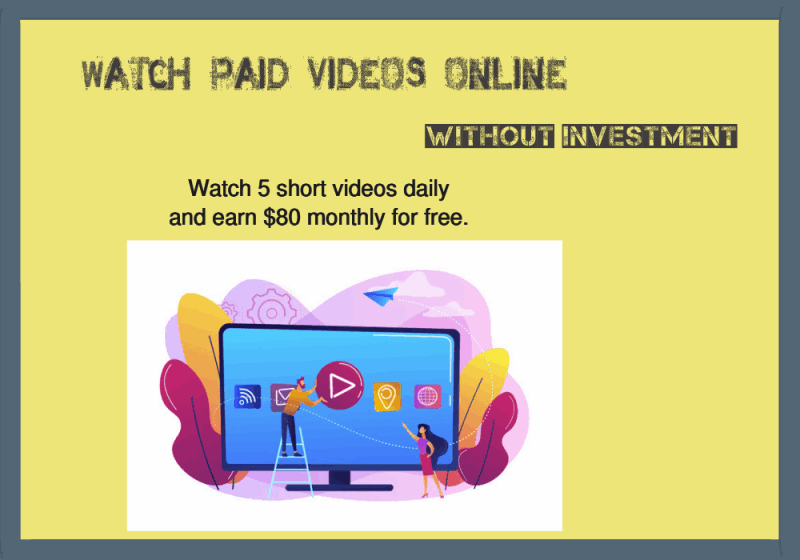 WATCH PAID VIDEOS ONLINE
WITHOUT INVESTMENT
Watch 5 short videos daily
and earn $80 monthly for free.